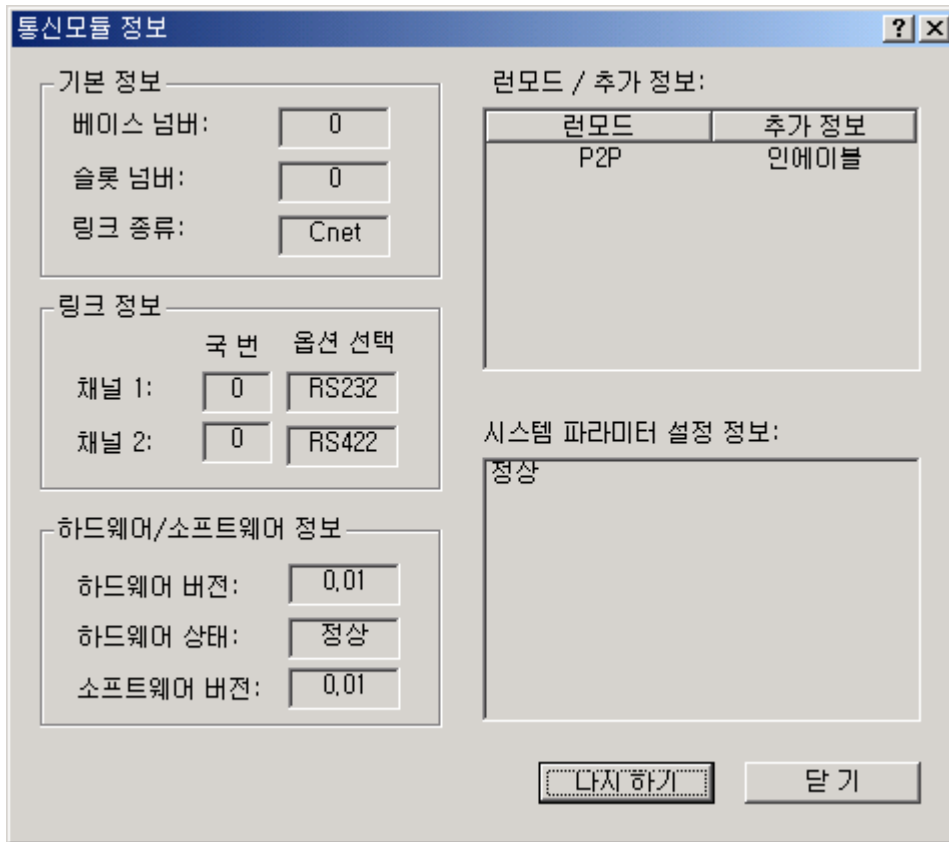 통신모듈 정보
기본 정보
베이스 넘버: 0
슬롯 넘버: 0
링크 종류: Cnet
링크 정보
국 번 옵션 선택
채널 1: 0 RS232
채널 2: 0 RS422
하드웨어/소프트웨어 정보
하드웨어 버전: 0.01
하드웨어 상태: 정상
소프트웨어 버전: 0.01
런모드 / 추가 정보:
런모드 추가 정보
P2P 인에이블
시스템 파라미터 설정 정보:
정상
다시 하기 닫 기